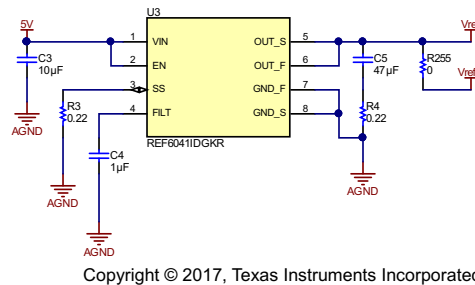 U3
5V
Vre
1 VIN OUT_S 5
C3
10µF
2 EN OUT_F 6
C5
47µF
R255
0
Vref
3 SS GND_F 7
R3
0.22
4 FILT GND_S 8
R4
0.22
REF6041IDGKR
AGND
C4
1µF
AGND
AGND
AGND
Copyright © 2017, Texas Instruments Incorporated